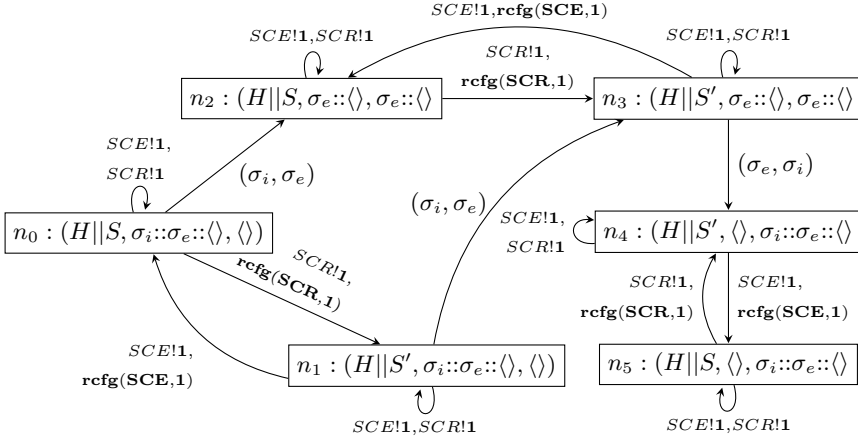 SCE!1,rcfg(SCE,1)
SCE!1,SCR!1
SCR!1,
rcfg(SCR,1)
SCE!1,SCR!1
n₂ : (H||S, σₑ::⟨⟩, σₑ::⟨⟩
n₃ : (H||S′, σₑ::⟨⟩, σₑ::⟨⟩
SCE!1,
SCR!1
(σᵢ, σₑ)
(σᵢ, σₑ)
(σₑ, σᵢ)
n₀ : (H||S, σᵢ::σₑ::⟨⟩, ⟨⟩)
SCE!1,
SCR!1
n₄ : (H||S′, ⟨⟩, σᵢ::σₑ::⟨⟩
SCR!1,
rcfg(SCR,1)
SCR!1,
rcfg(SCR,1)
SCE!1,
rcfg(SCE,1)
SCE!1,
rcfg(SCE,1)
n₁ : (H||S′, σᵢ::σₑ::⟨⟩, ⟨⟩)
n₅ : (H||S, ⟨⟩, σᵢ::σₑ::⟨⟩
SCE!1,SCR!1
SCE!1,SCR!1